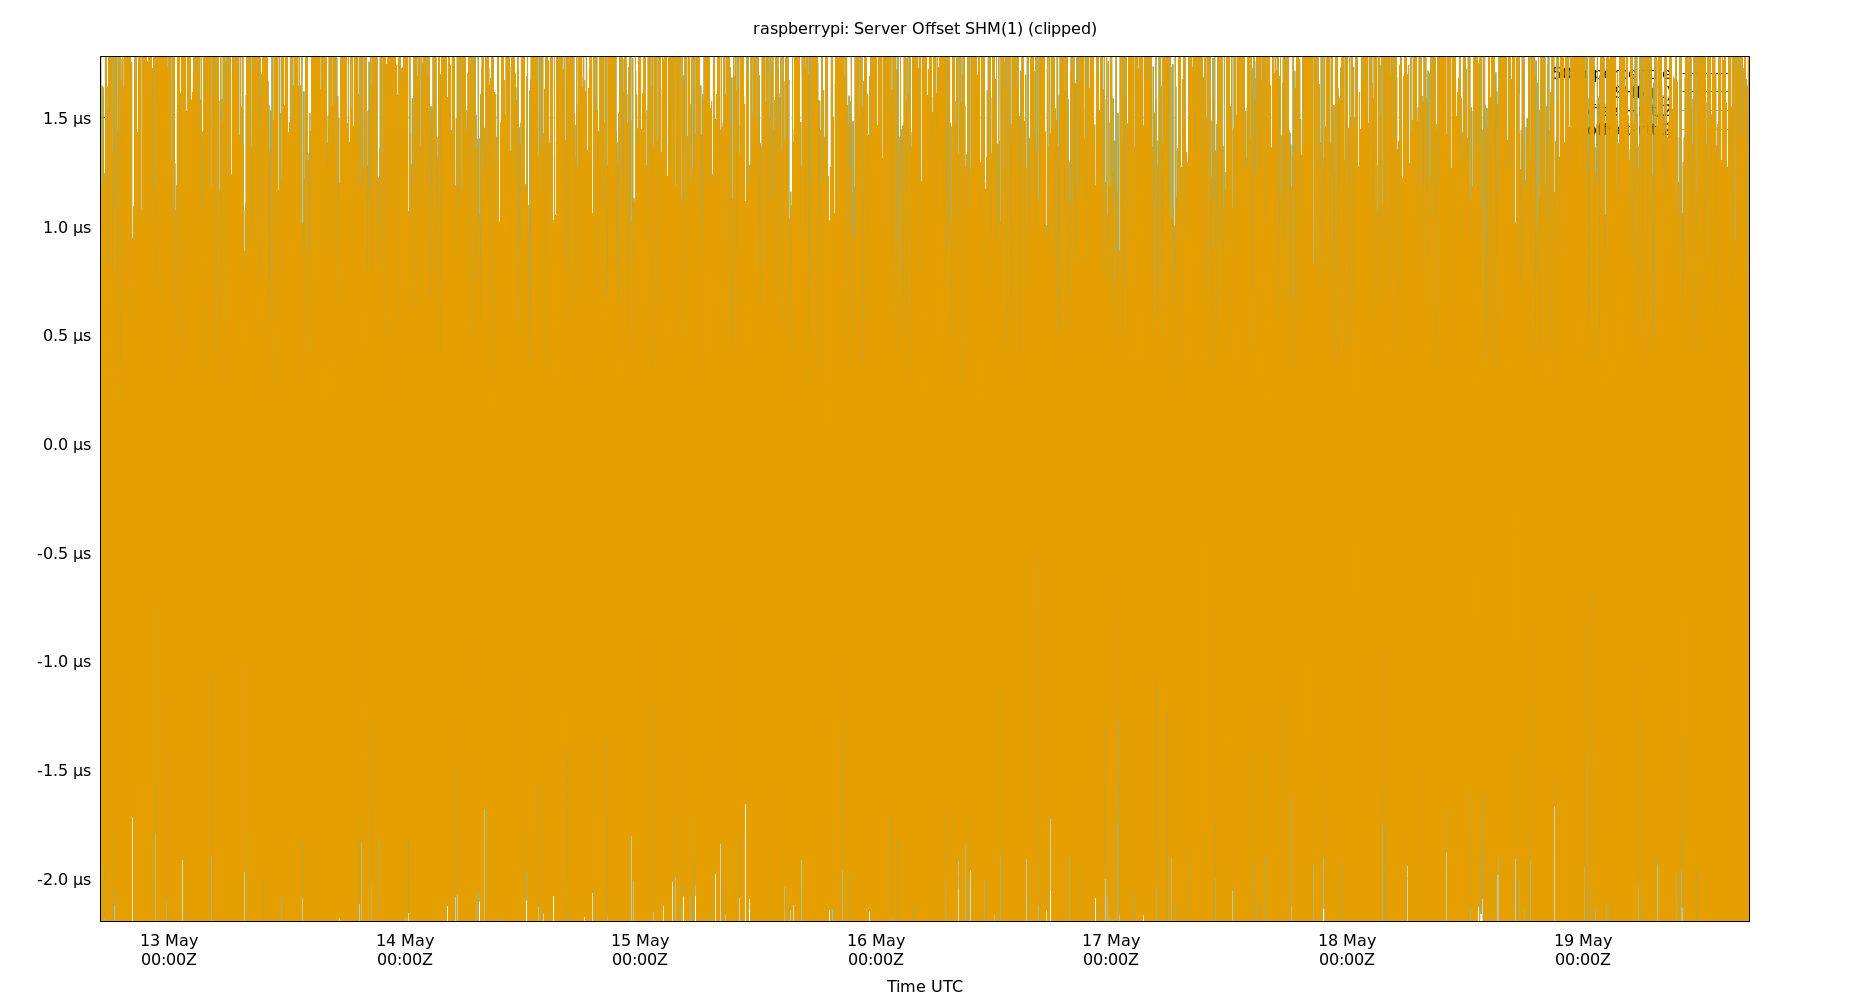 raspberrypi: Server Offset SHM(1) (clipped)
1.5 µs
1.0 µs
0.5 µs
0.0 µs
-0.5 µs
-1.0 µs
-1.5 µs
-2.0 µs
13 May 14 May 15 May 16 May 17 May 18 May 19 May
00:00Z 00:00Z 00:00Z 00:00Z 00:00Z 00:00Z 00:00Z
Time UTC